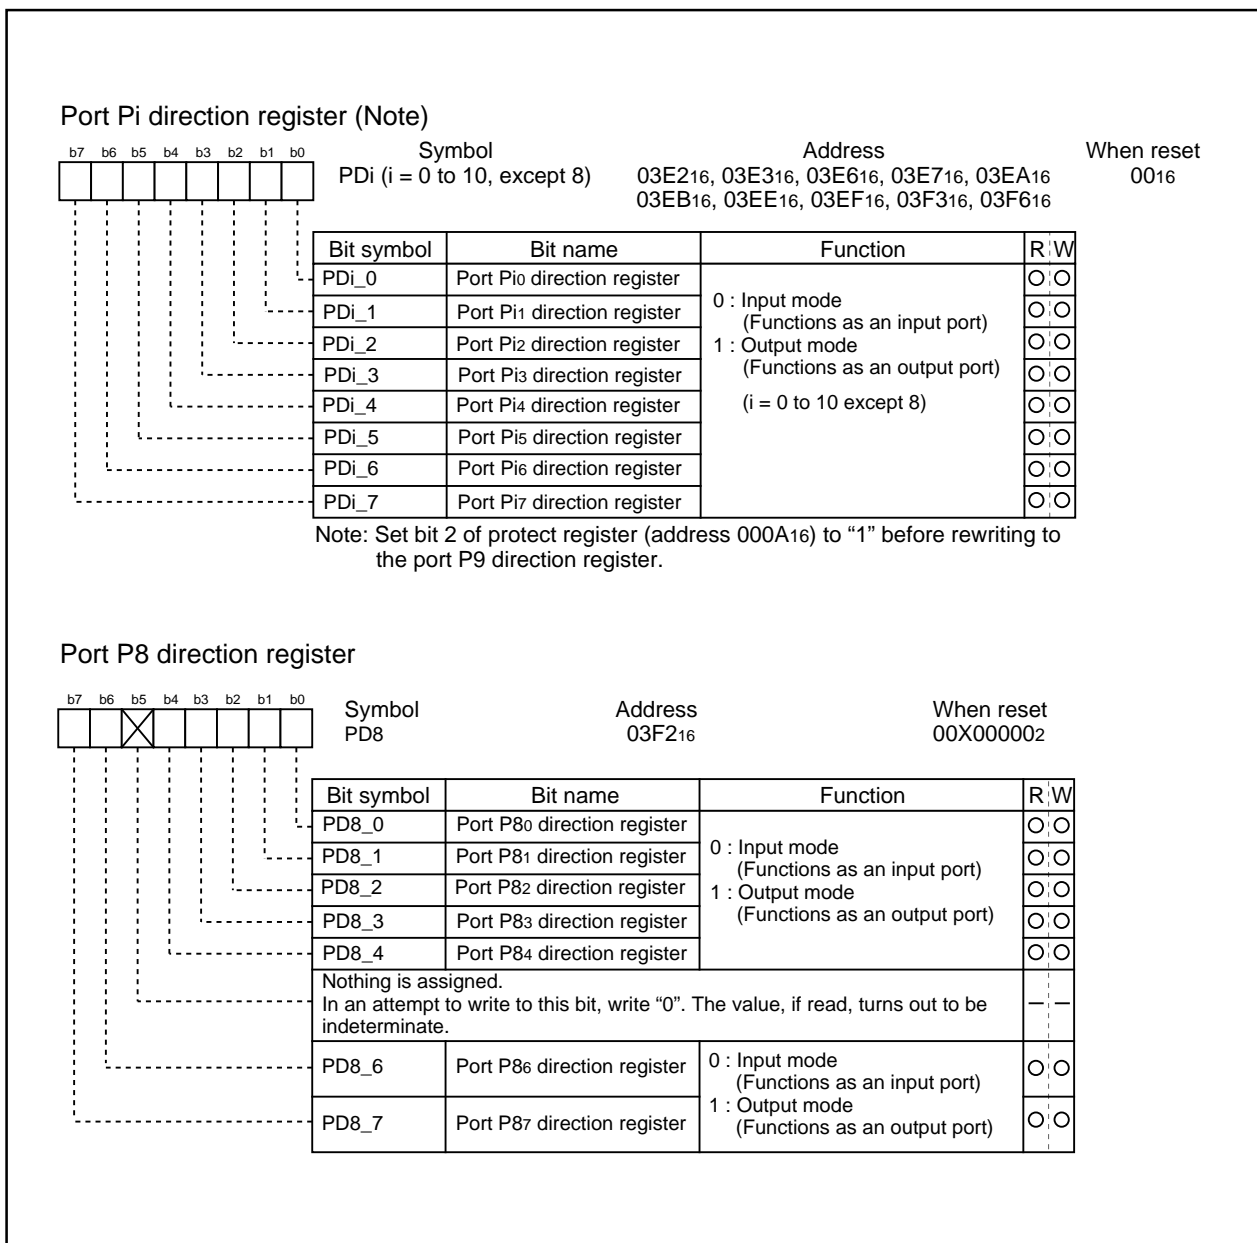 Port Pi direction register (Note)
b7 b6 b5 b4 b3 b2 b1 b0
Symbol Address When reset
PDi (i = 0 to 10, except 8) 03E216, 03E316, 03E616, 03E716, 03EA16 0016
03EB16, 03EE16, 03EF16, 03F316, 03F616
Bit symbol Bit name Function R W
PDi_0 Port Pi0 direction register
PDi_1 Port Pi1 direction register
PDi_2 Port Pi2 direction register
PDi_3 Port Pi3 direction register
PDi_4 Port Pi4 direction register
PDi_5 Port Pi5 direction register
PDi_6 Port Pi6 direction register
PDi_7 Port Pi7 direction register
0 : Input mode
(Functions as an input port)
1 : Output mode
(Functions as an output port)
(i = 0 to 10 except 8)
Note: Set bit 2 of protect register (address 000A16) to “1” before rewriting to
the port P9 direction register.
Port P8 direction register
b7 b6 b5 b4 b3 b2 b1 b0
Symbol Address When reset
PD8 03F216 00X000002
Bit symbol Bit name Function R W
PD8_0 Port P80 direction register
PD8_1 Port P81 direction register
PD8_2 Port P82 direction register
PD8_3 Port P83 direction register
PD8_4 Port P84 direction register
0 : Input mode
(Functions as an input port)
1 : Output mode
(Functions as an output port)
Nothing is assigned.
In an attempt to write to this bit, write “0”. The value, if read, turns out to be
indeterminate.
PD8_6 Port P86 direction register
PD8_7 Port P87 direction register
0 : Input mode
(Functions as an input port)
1 : Output mode
(Functions as an output port)